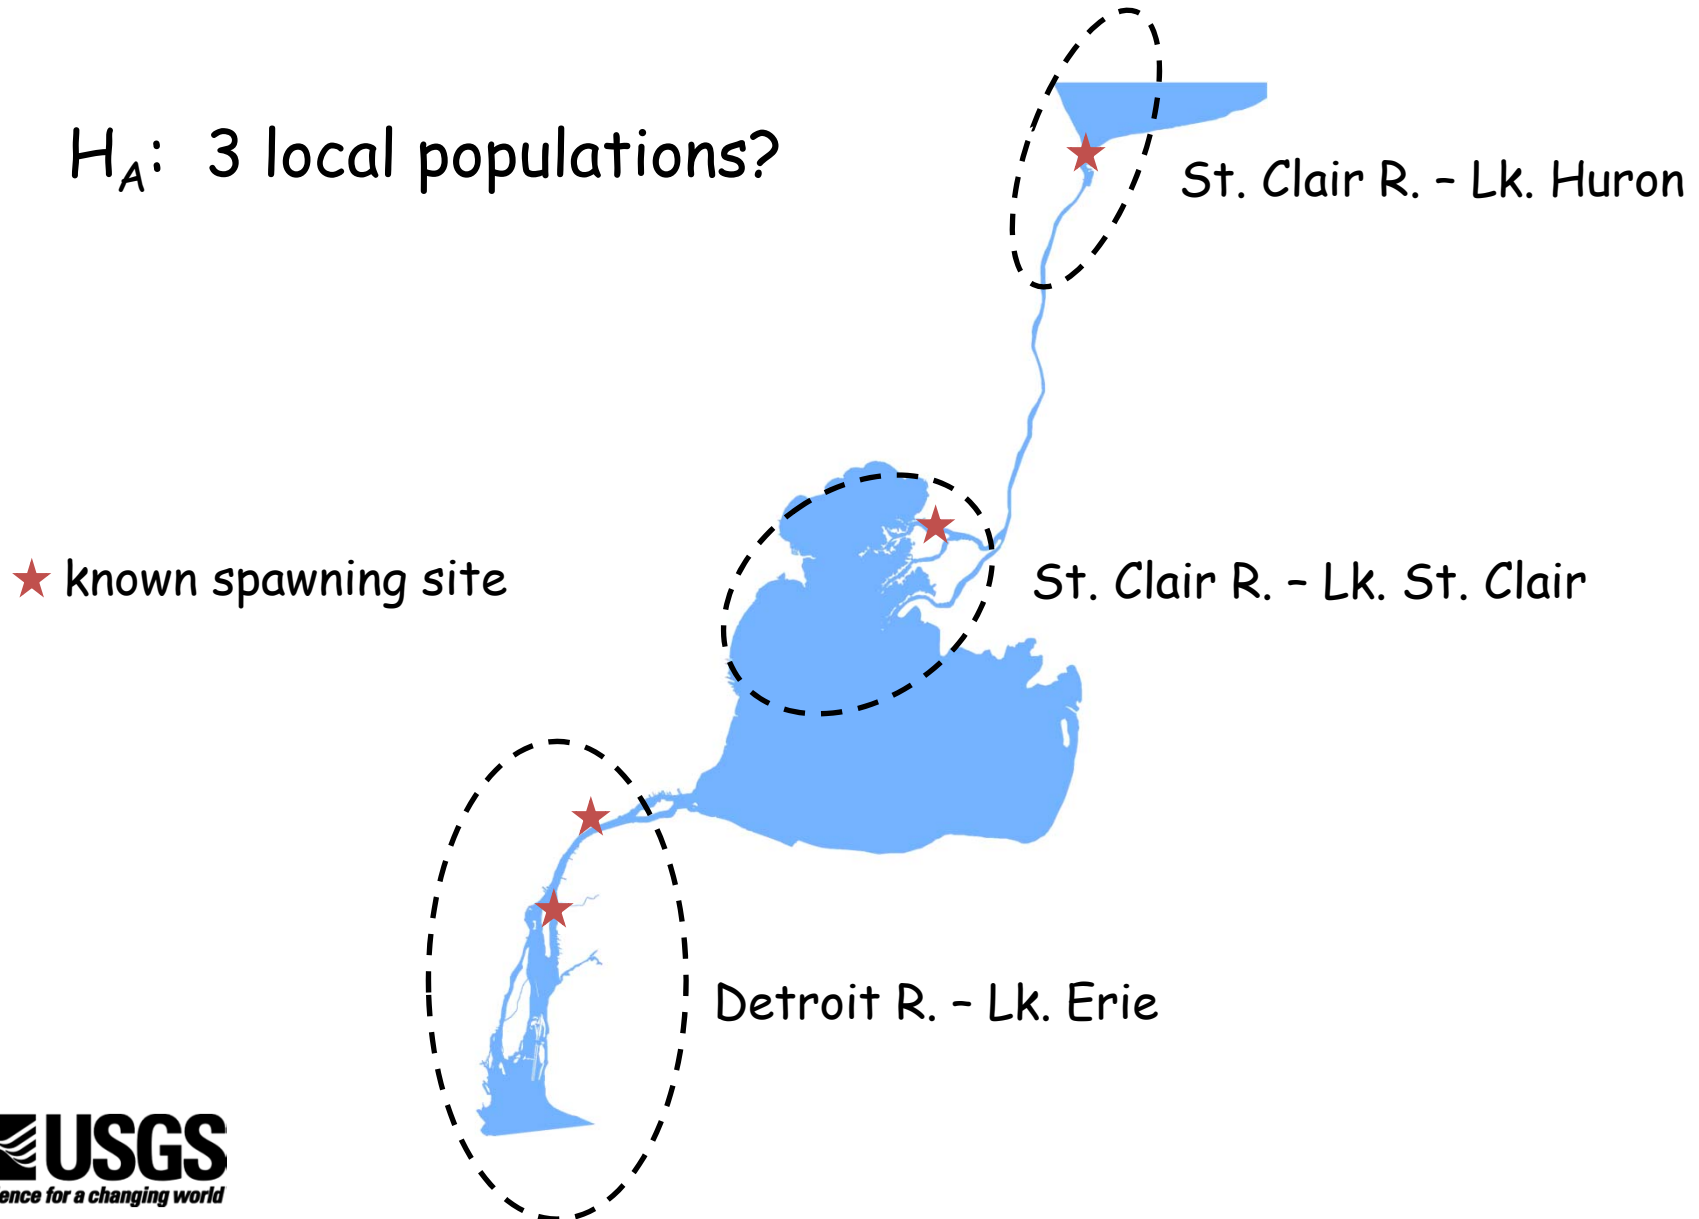 H_A: 3 local populations?
St. Clair R. – Lk. Huron
★ known spawning site
St. Clair R. – Lk. St. Clair
Detroit R. – Lk. Erie
USGS
ence for a changing world